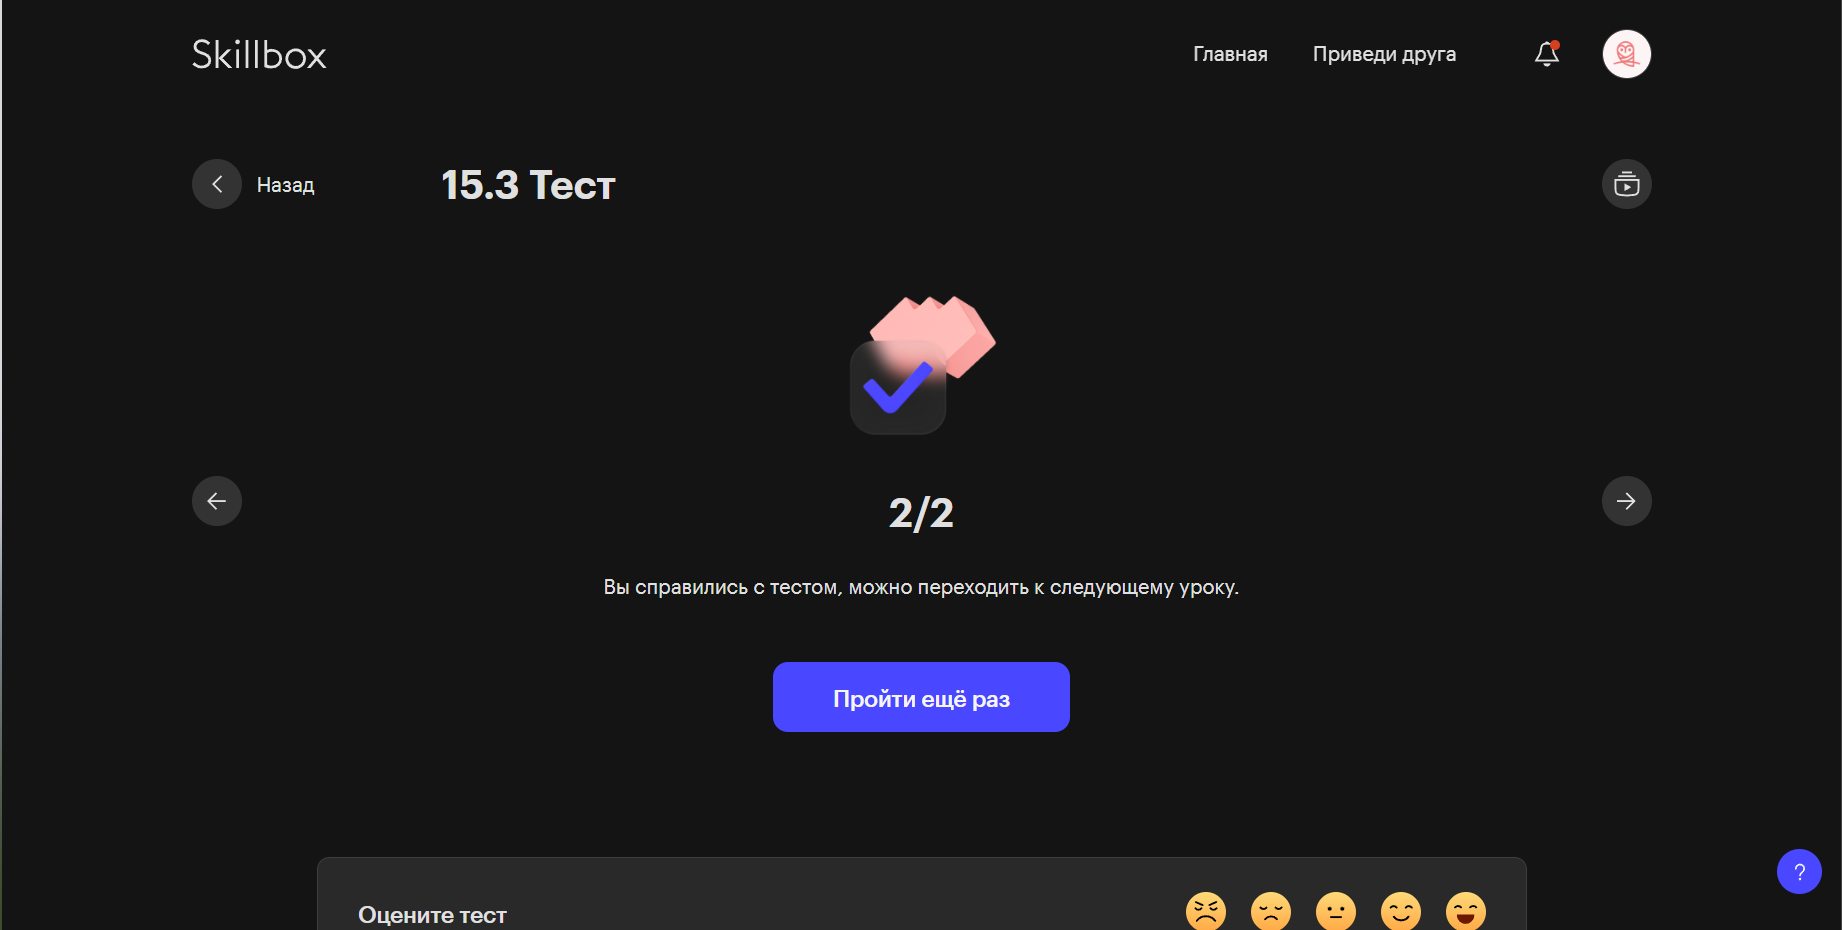 Skillbox
Главная
Приведи друга
Назад
15.3 Тест
2/2
Вы справились с тестом, можно переходить к следующему уроку.
Пройти ещё раз
Оцените тест
?